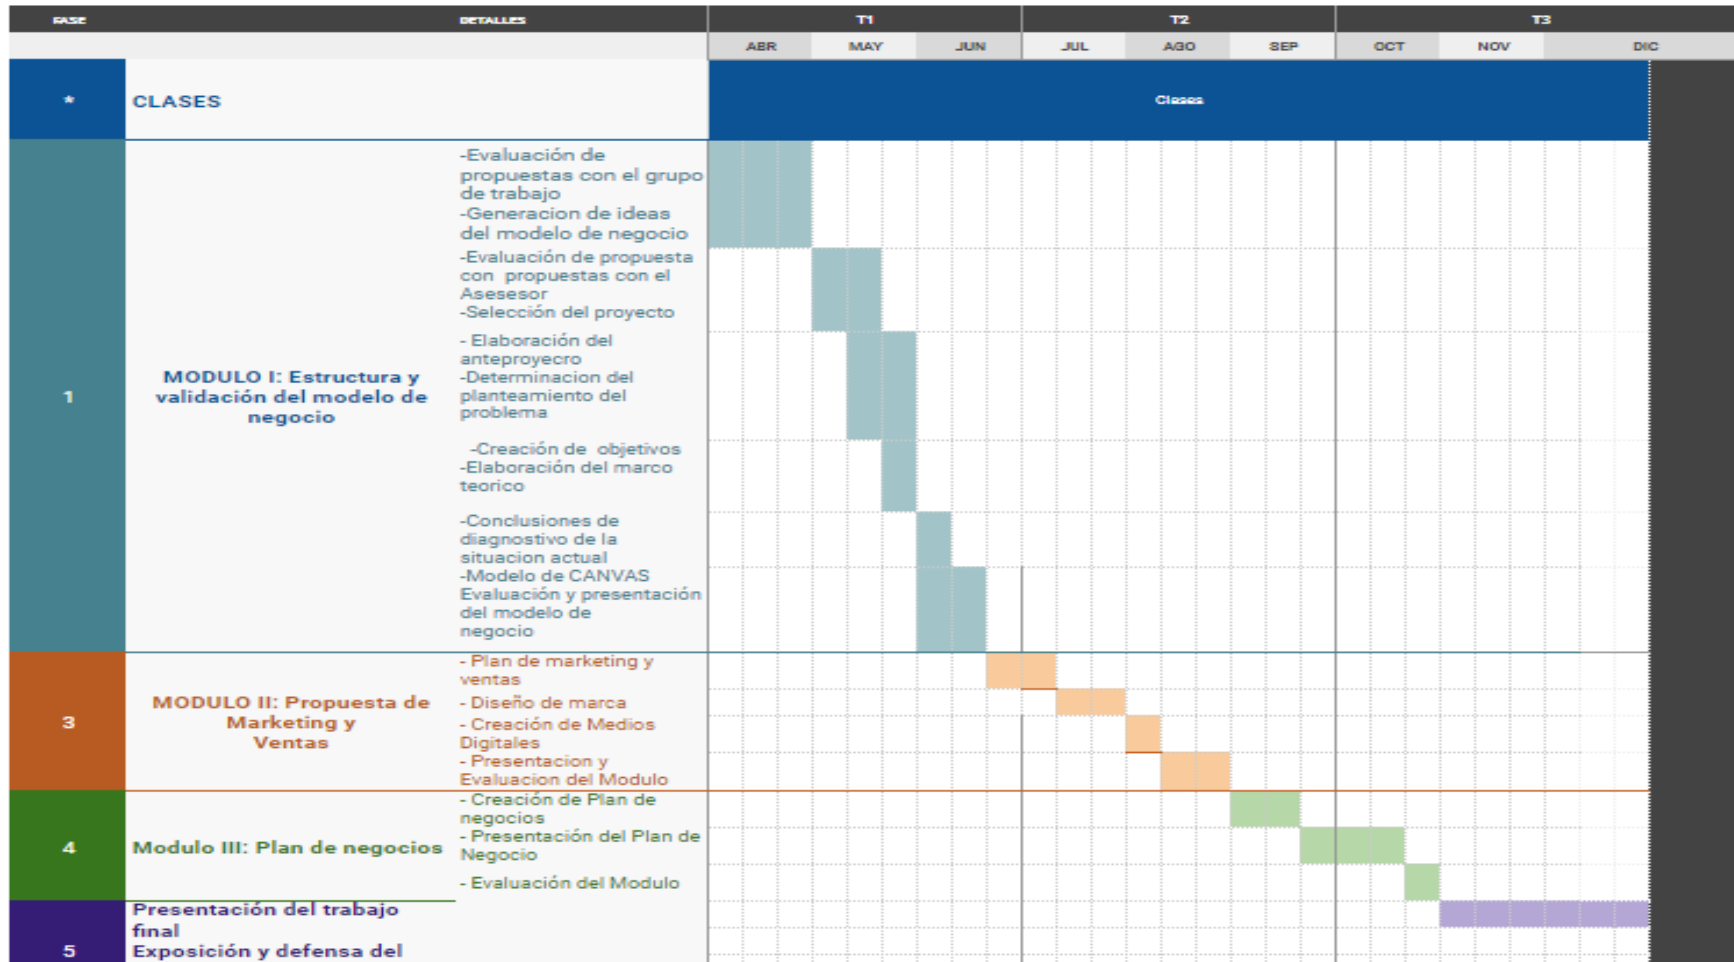 FASE DETALLES T1 T2 T3
ABR MAY JUN JUL AGO SEP OCT NOV DIC
* CLASES Clases
-Evaluación de
propuestas con el grupo
de trabajo
-Generacion de ideas
del modelo de negocio
-Evaluación de propuesta
con propuestas con el
Asesesor
-Selección del proyecto
- Elaboración del
anteproyecro
-Determinacion del
planteamiento del
problema
1
MODULO I: Estructura y
validación del modelo de
negocio
-Creación de objetivos
-Elaboración del marco
teorico
-Conclusiones de
diagnostivo de la
situacion actual
-Modelo de CANVAS
Evaluación y presentación
del modelo de
negocio
3
MODULO II: Propuesta de
Marketing y
Ventas
- Plan de marketing y
ventas
- Diseño de marca
- Creación de Medios
Digitales
- Presentacion y
Evaluacion del Modulo
4
Modulo III: Plan de negocios
- Creación de Plan de
negocios
- Presentación del Plan de
Negocio
- Evaluación del Modulo
5
Presentación del trabajo
final
Exposición y defensa del